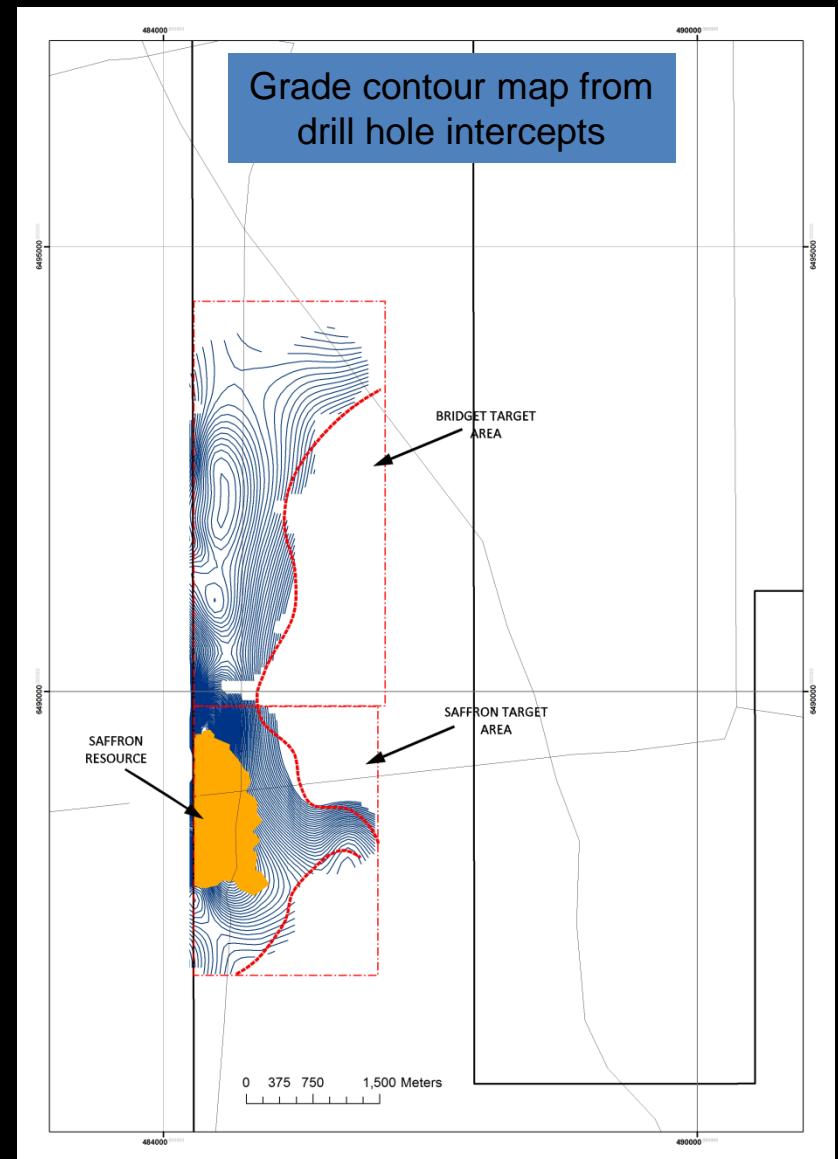 484000
490000
Grade contour map from
drill hole intercepts
6495000
6495000
BRIDGET TARGET
AREA
6490000
6490000
SAFFRON TARGET
AREA
SAFFRON
RESOURCE
0 375 750 1,500 Meters
484000
490000